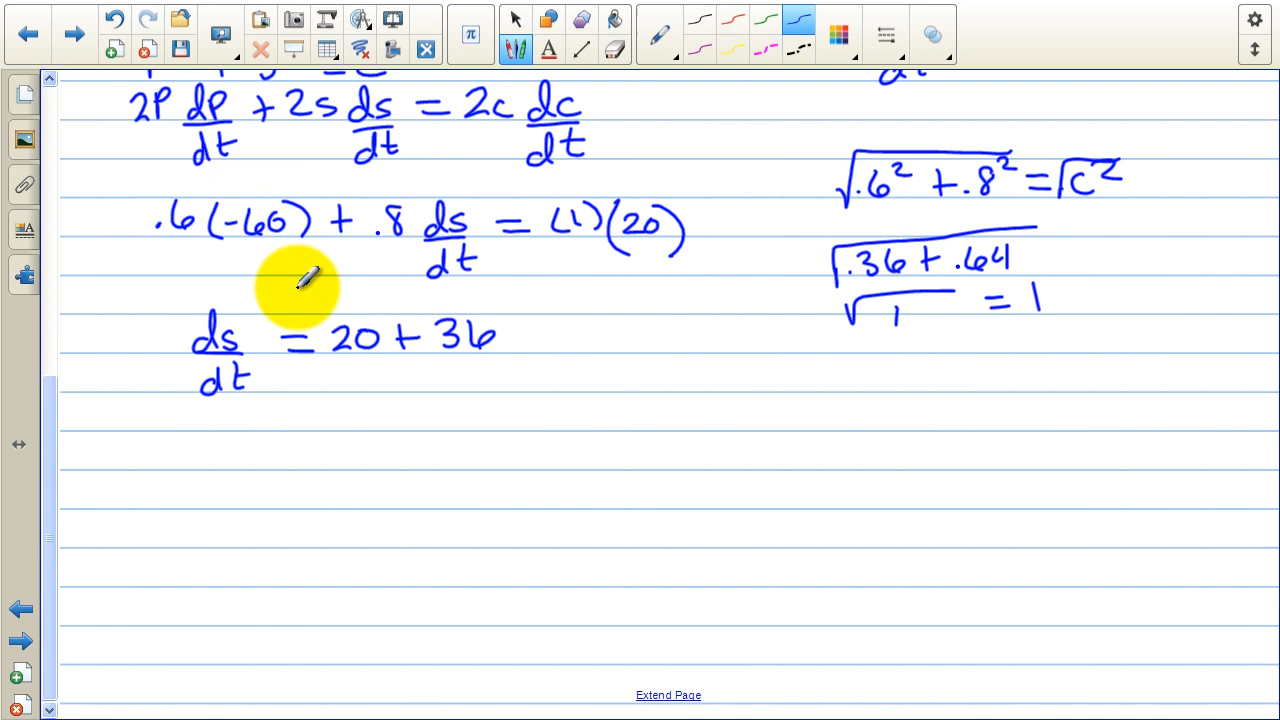 2P dP/dt + 2s ds/dt = 2c dc/dt
.6(-60) + .8 ds/dt = (1)(20)
ds/dt = 20 + 36
√.6² + .8² = √c²
√.36 + .64
√1 = 1
Extend Page